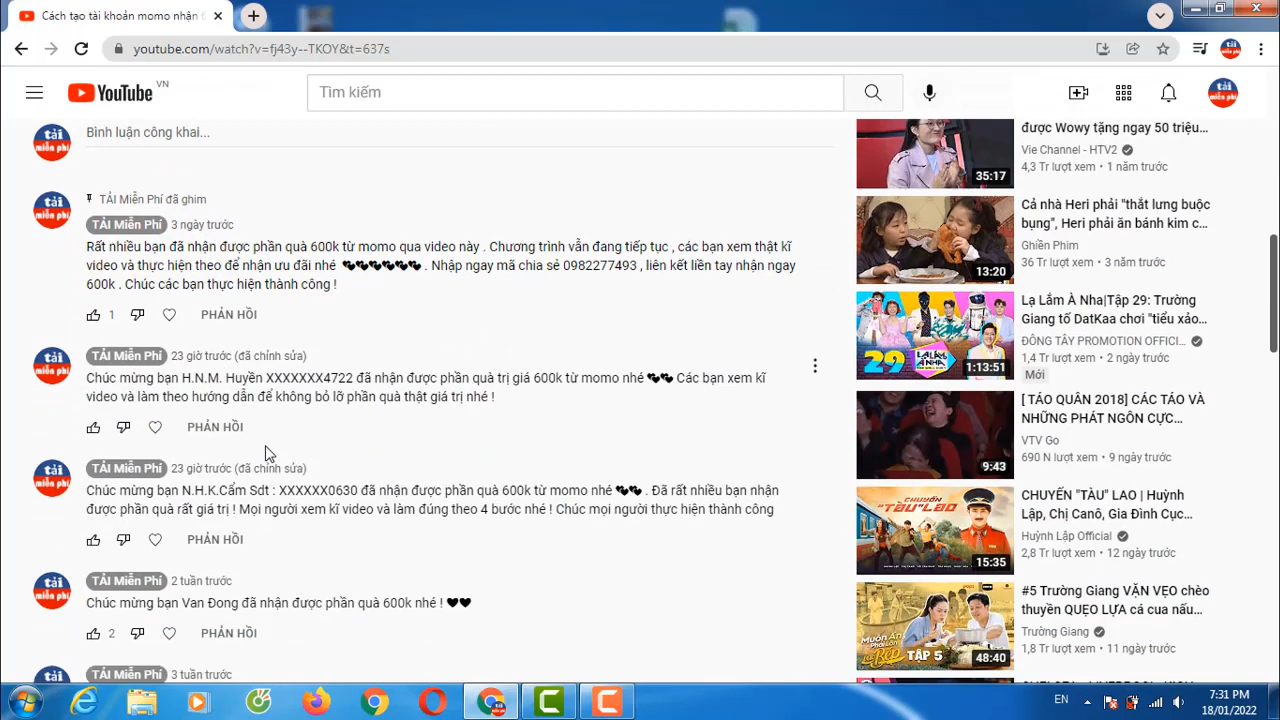 Cách tạo tài khoản momo nhận 6
youtube.com/watch?v=fj43y--TKOY&t=637s
YouTube VN
Tìm kiếm
Bình luận công khai...
TẢI Miễn Phí đã ghim
TẢI Miễn Phí 3 ngày trước
Rất nhiều bạn đã nhận được phần quà 600k từ momo qua video này . Chương trình vẫn đang tiếp tục , các bạn xem thật kĩ
video và thực hiện theo để nhận ưu đãi nhé ♥♥♥♥♥♥ . Nhập ngay mã chia sẻ 0982277493 , liên kết liền tay nhận ngay
600k . Chúc các bạn thực hiện thành công !
1 PHẢN HỒI
TẢI Miễn Phí 23 giờ trước (đã chỉnh sửa)
Chúc mừng bạn đã nhận được phần quà trị giá 600k từ momo nhé ♥♥ Các bạn xem kĩ
video và làm theo hướng dẫn để không bỏ lỡ phần quà thật giá trị nhé !
PHẢN HỒI
TẢI Miễn Phí 23 giờ trước (đã chỉnh sửa)
Chúc mừng bạn N.H.K.Cẩm Sdt : XXXXXX0630 đã nhận được phần quà 600k từ momo nhé ♥♥ . Đã rất nhiều bạn nhận
được phần quà rất giá trị ! Mọi người xem kĩ video và làm đúng theo 4 bước nhé ! Chúc mọi người thực hiện thành công
PHẢN HỒI
TẢI Miễn Phí 2 tuần trước
Chúc mừng bạn Van Đong đã nhận được phần quà 600k nhé ! ♥♥
2 PHẢN HỒI
TẢI Miễn Phí 3 tuần trước
được Wowy tặng ngay 50 triệu...
Vie Channel - HTV2
4,3 Tr lượt xem • 1 năm trước
35:17
Cả nhà Heri phải "thắt lưng buộc
bụng", Heri phải ăn bánh kim c...
Ghiền Phim
36 Tr lượt xem • 3 năm trước
13:20
Lạ Lắm À Nha|Tập 29: Trường
Giang tố DatKaa chơi "tiểu xảo...
ĐÔNG TÂY PROMOTION OFFICI...
1,4 Tr lượt xem • 2 ngày trước
Mới
29 LẠ LẮM À NHA
1:13:51
[ TÁO QUÂN 2018] CÁC TÁO VÀ
NHỮNG PHÁT NGÔN CỰC...
VTV Go
690 N lượt xem • 9 ngày trước
9:43
CHUYẾN "TÀU" LAO | Huỳnh
Lập, Chị Canô, Gia Đình Cục...
Huỳnh Lập Official
2,8 Tr lượt xem • 12 ngày trước
CHUYẾN "TÀU" LAO
15:35
#5 Trường Giang VẶN VẸO chèo
thuyền QUẸO LỰA cá cua nấu...
Trường Giang
1,8 Tr lượt xem • 11 ngày trước
TẬP 5
48:40
EN
7:31 PM
18/01/2022